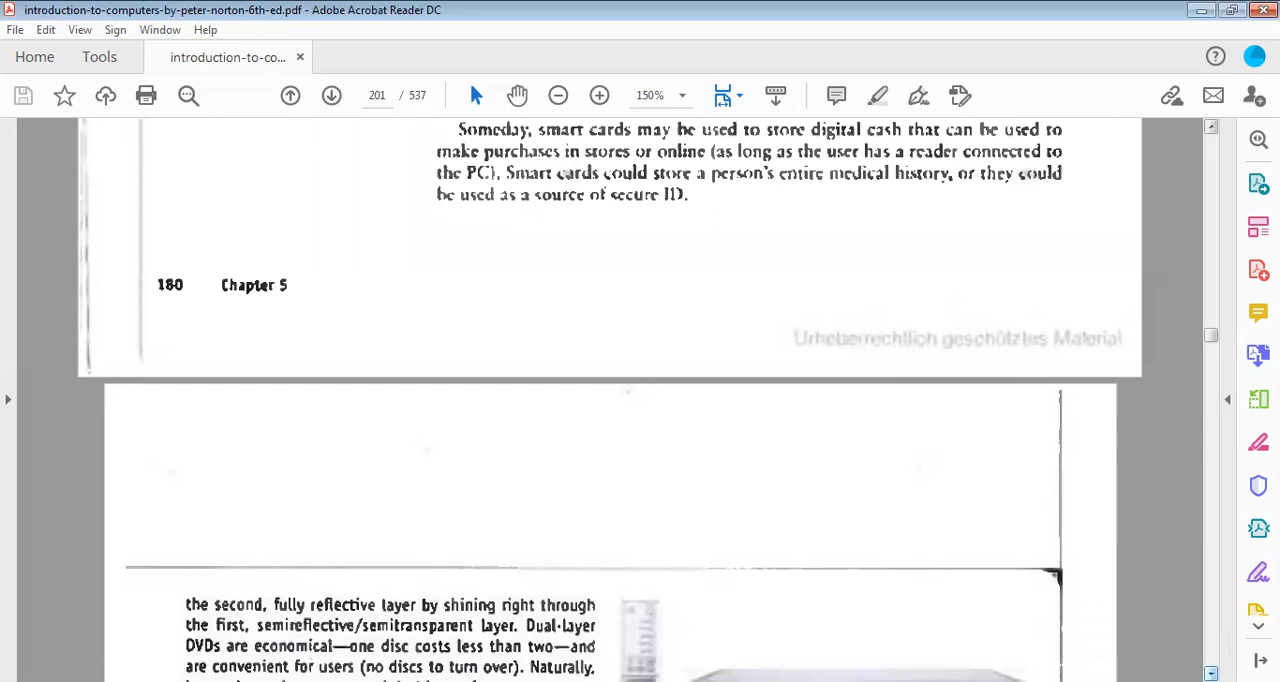 introduction-to-computers-by-peter-norton-6th-ed.pdf - Adobe Acrobat Reader DC
File Edit View Sign Window Help
Home Tools introduction-to-co... ×
201 / 537 150%
Someday, smart cards may be used to store digital cash that can be used to
make purchases in stores or online (as long as the user has a reader connected to
the PC). Smart cards could store a person's entire medical history, or they could
be used as a source of secure ID.
180 Chapter 5
Urheberrechtlich geschütztes Material
the second, fully reflective layer by shining right through
the first, semireflective/semitransparent layer. Dual-layer
DVDs are economical—one disc costs less than two—and
are convenient for users (no discs to turn over). Naturally,